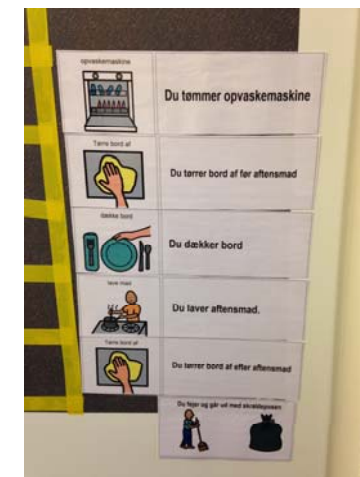 opvaskemaskine
Du tømmer opvaskemaskine
Tørre bord af
Du tørrer bord af før aftensmad
dække bord
Du dækker bord
lave mad
Du laver aftensmad.
Tørre bord af
Du tørrer bord af efter aftensmad
Du fejer og går ud med skraldeposen